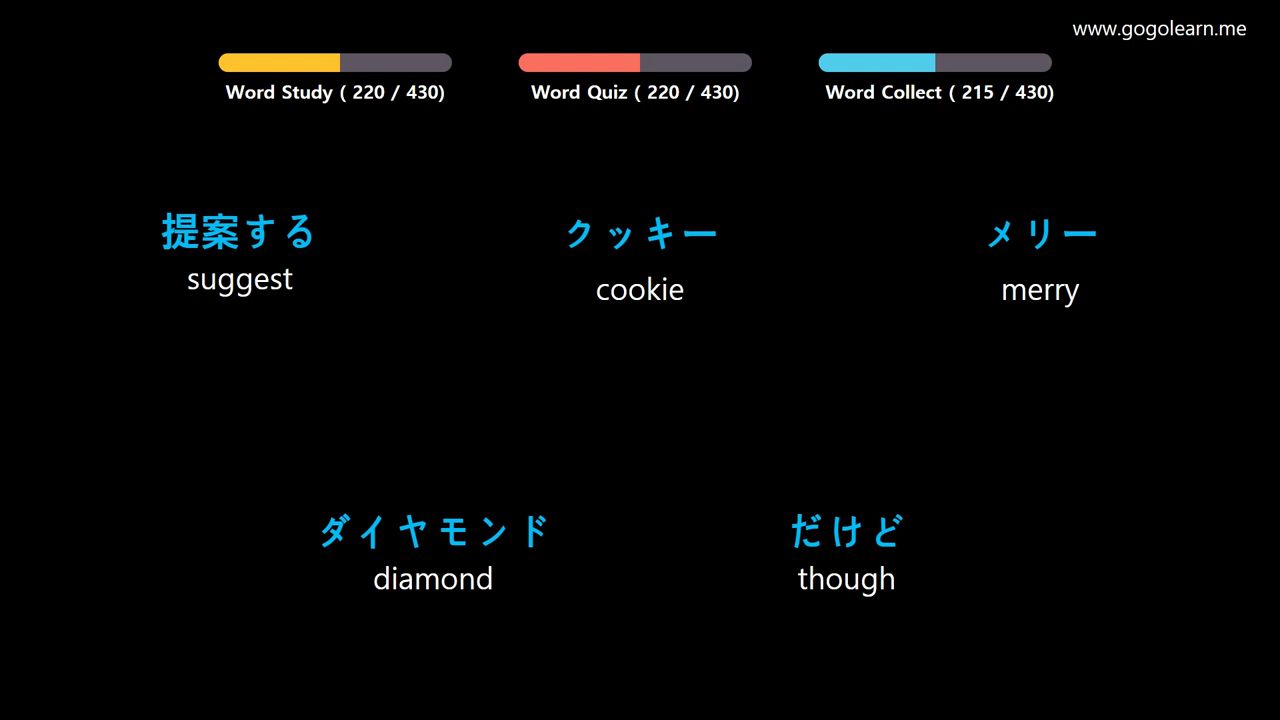 www.gogolearn.me
Word Study ( 220 / 430)
Word Quiz ( 220 / 430)
Word Collect ( 215 / 430)
提案する
suggest
クッキー
cookie
メリー
merry
ダイヤモンド
diamond
だけど
though